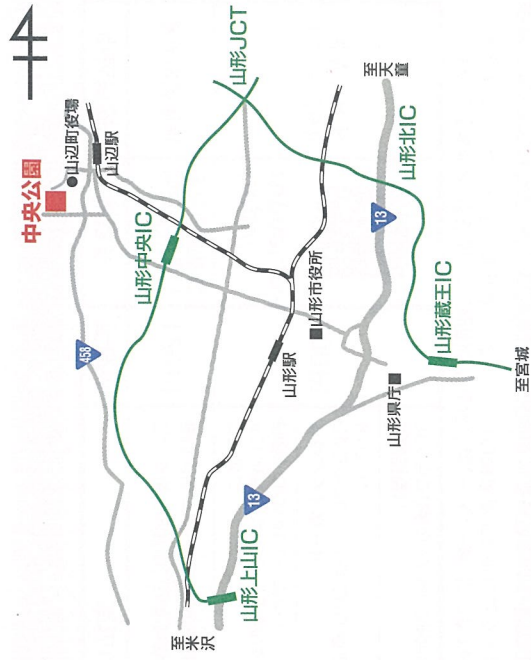 中央公園
山辺町役場
山辺駅
山形JCT
至天童
山形中央IC
458
山形北IC
13
山形市役所
山形駅
山形蔵王IC
山形県庁
至宮城
13
山形上山IC
至米沢